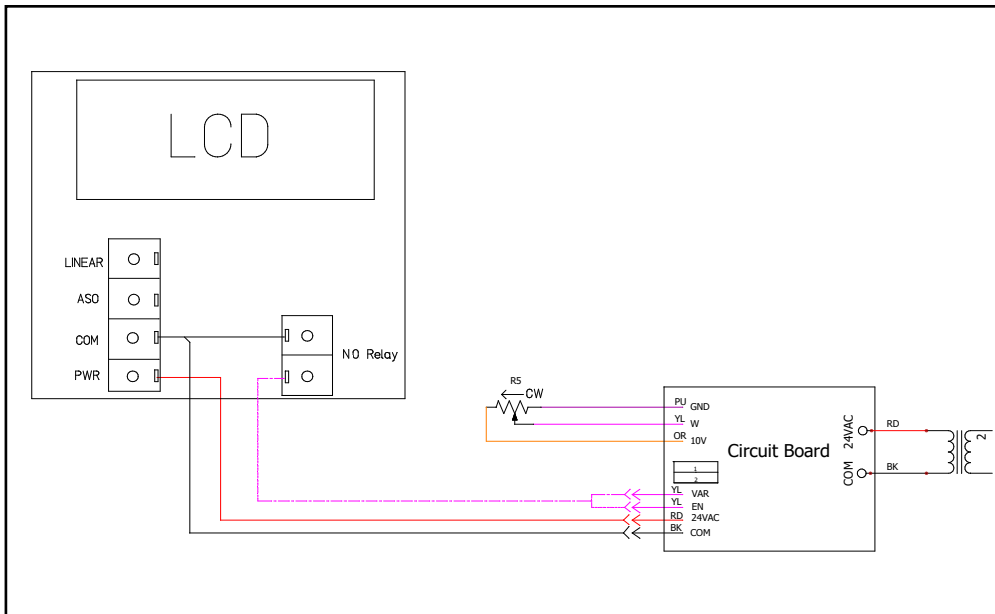 LCD
LINEAR
ASO
COM
PWR
NO Relay
R5
CW
PU GND
YL W
OR 10V
Circuit Board
1
2
YL VAR
YL EN
RD 24VAC
BK COM
24VAC
COM
RD
BK
2